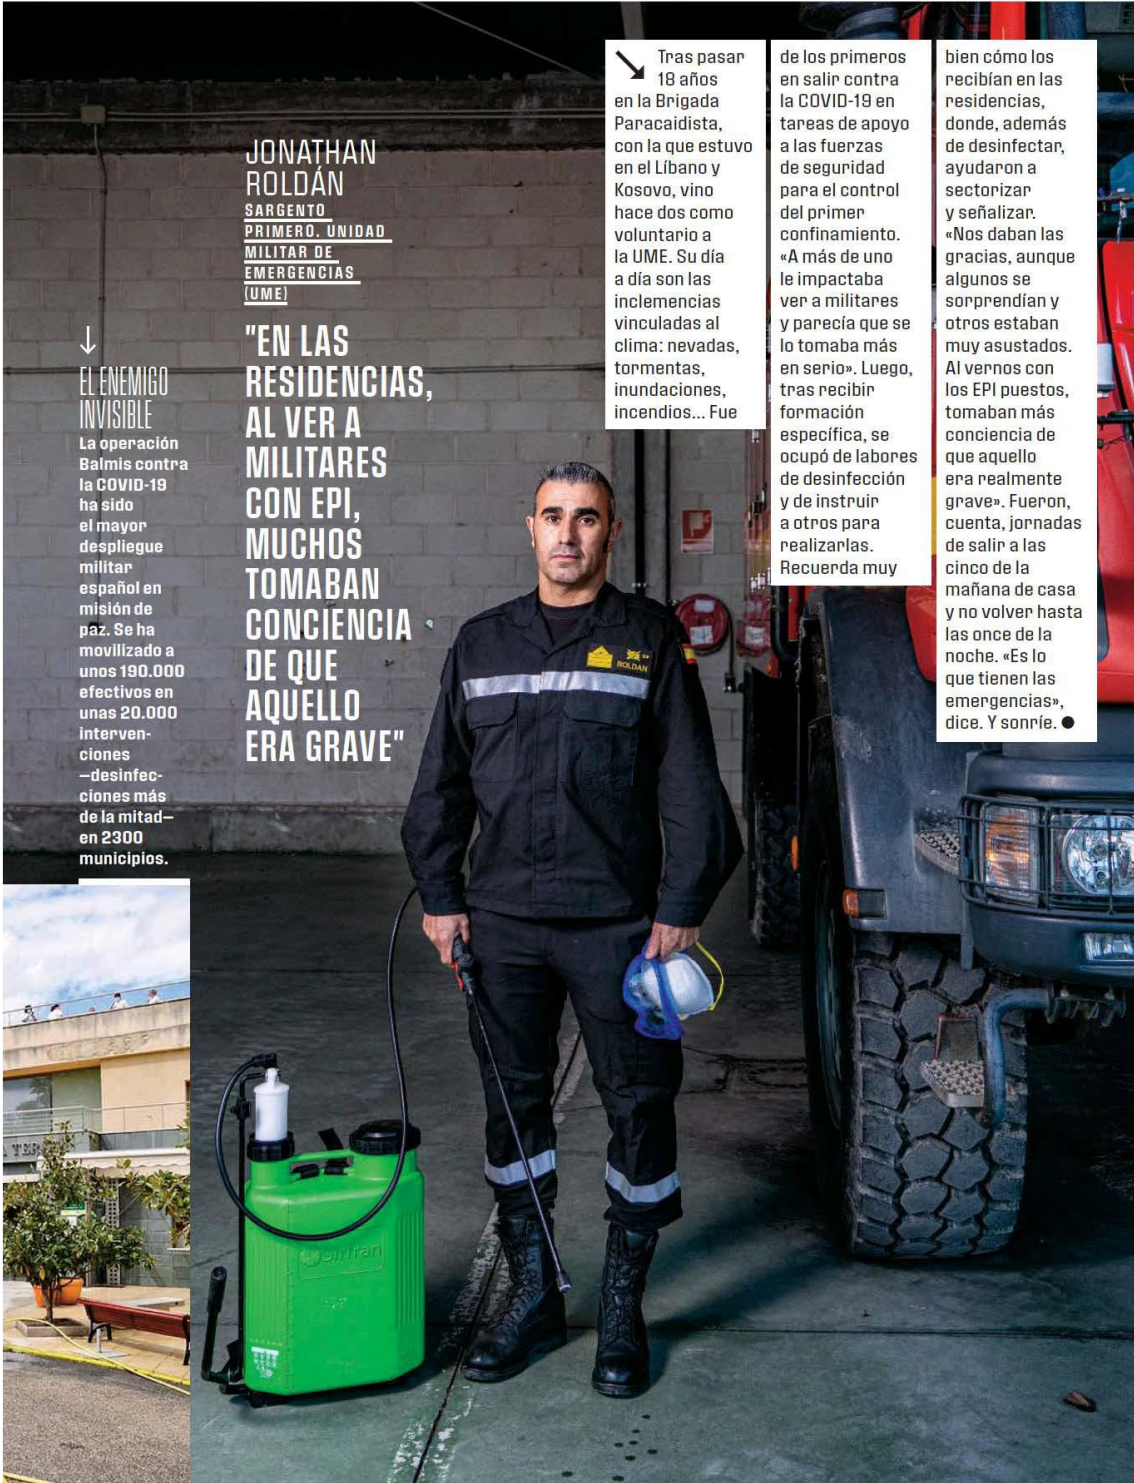 JONATHAN
ROLDÁN
SARGENTO
PRIMERO. UNIDAD
MILITAR DE
EMERGENCIAS
(UME)
"EN LAS
RESIDENCIAS,
AL VER A
MILITARES
CON EPI,
MUCHOS
TOMABAN
CONCIENCIA
DE QUE
AQUELLO
ERA GRAVE"
EL ENEMIGO
INVISIBLE
La operación
Balmis contra
la COVID-19
ha sido
el mayor
despliegue
militar
español en
misión de
paz. Se ha
movilizado a
unos 190.000
efectivos en
unas 20.000
interven-
ciones
—desinfec-
ciones más
de la mitad—
en 2300
municipios.
Tras pasar
18 años
en la Brigada
Paracaidista,
con la que estuvo
en el Líbano y
Kosovo, vino
hace dos como
voluntario a
la UME. Su día
a día son las
inclemencias
vinculadas al
clima: nevadas,
tormentas,
inundaciones,
incendios... Fue
de los primeros
en salir contra
la COVID-19 en
tareas de apoyo
a las fuerzas
de seguridad
para el control
del primer
confinamiento.
«A más de uno
le impactaba
ver a militares
y parecía que se
lo tomaba más
en serio». Luego,
tras recibir
formación
específica, se
ocupó de labores
de desinfección
y de instruir
a otros para
realizarlas.
Recuerda muy
bien cómo los
recibían en las
residencias,
donde, además
de desinfectar,
ayudaron a
sectorizar
y señalizar.
«Nos daban las
gracias, aunque
algunos se
sorprendían y
otros estaban
muy asustados.
Al vernos con
los EPI puestos,
tomaban más
conciencia de
que aquello
era realmente
grave». Fueron,
cuenta, jornadas
de salir a las
cinco de la
mañana de casa
y no volver hasta
las once de la
noche. «Es lo
que tienen las
emergencias»,
dice. Y sonríe.
ROLDAN